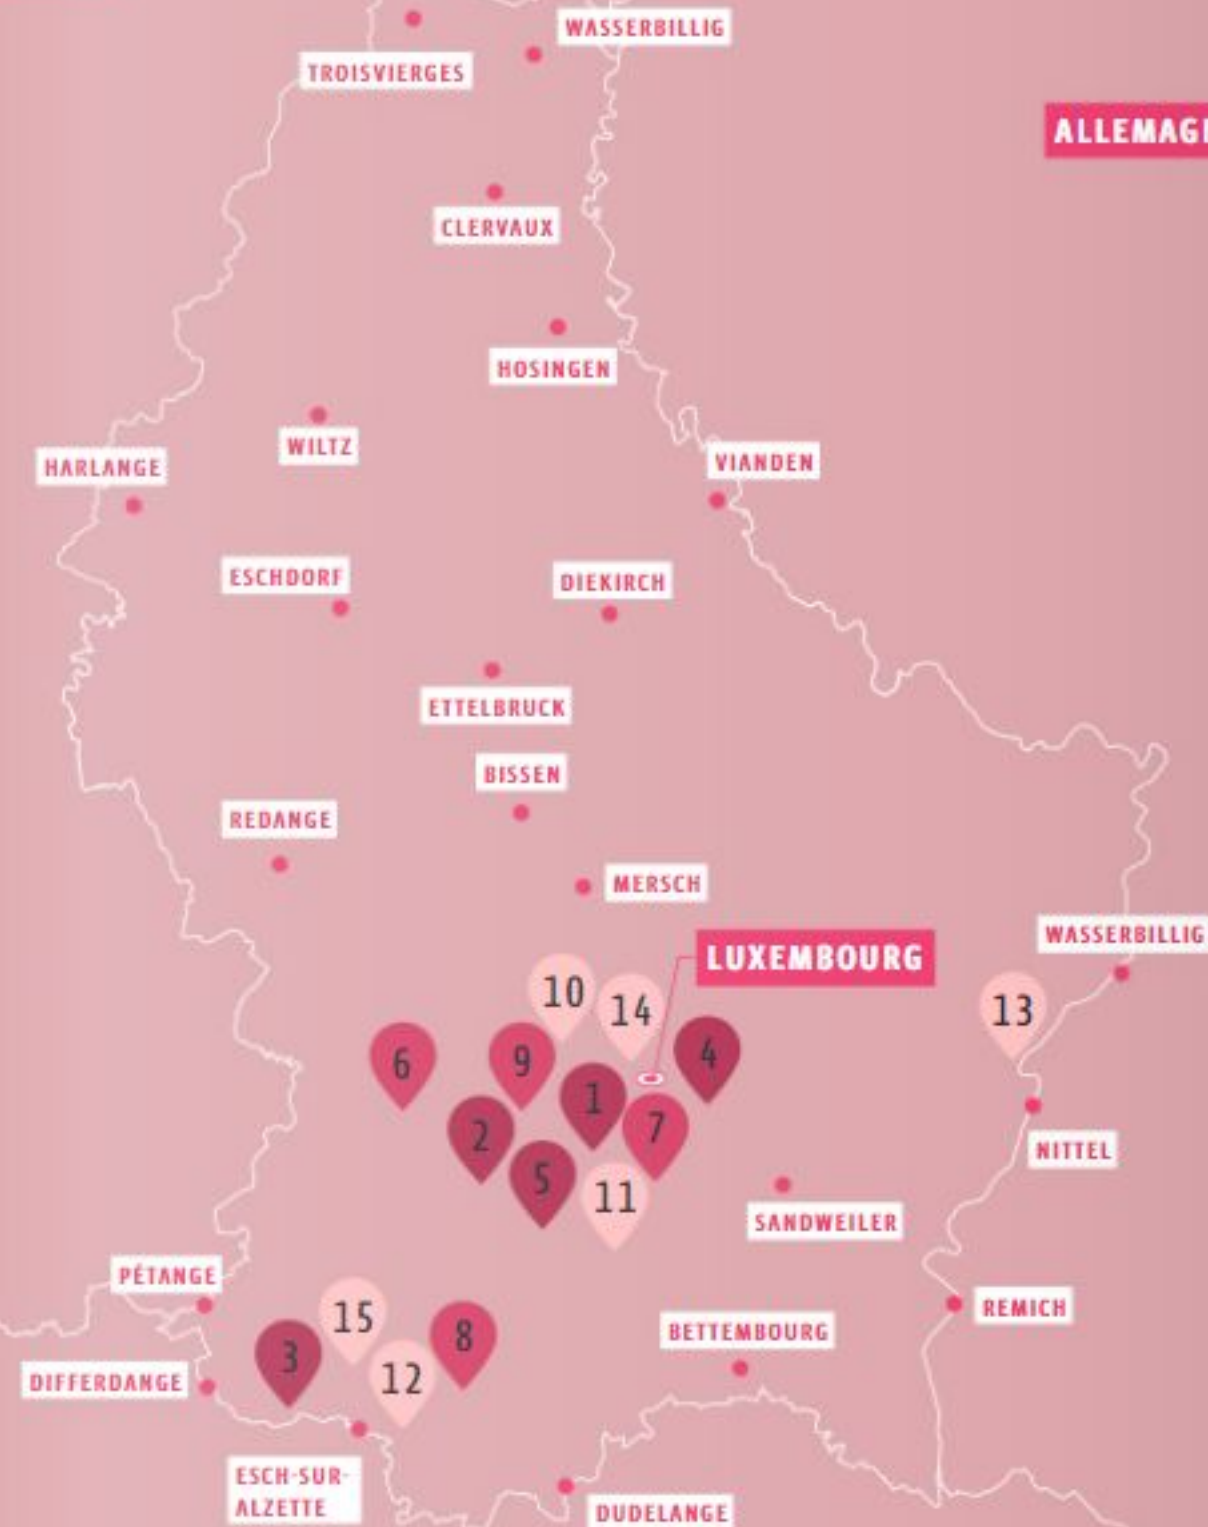 WASSERBILLIG
TROISVIERGES
ALLEMAG
CLERVAUX
HOSINGEN
WILTZ
HARLANGE
VIANDEN
ESCHDORF
DIEKIRCH
ETTELBRUCK
BISSEN
REDANGE
MERSCH
WASSERBILLIG
LUXEMBOURG
10
14
13
6
9
4
1
2
7
NITTEL
5
11
SANDWEILER
PÉTANGE
REMICH
15
BETTEMBOURG
8
3
12
DIFFERDANGE
ESCH-SUR-
ALZETTE
DUDELANGE